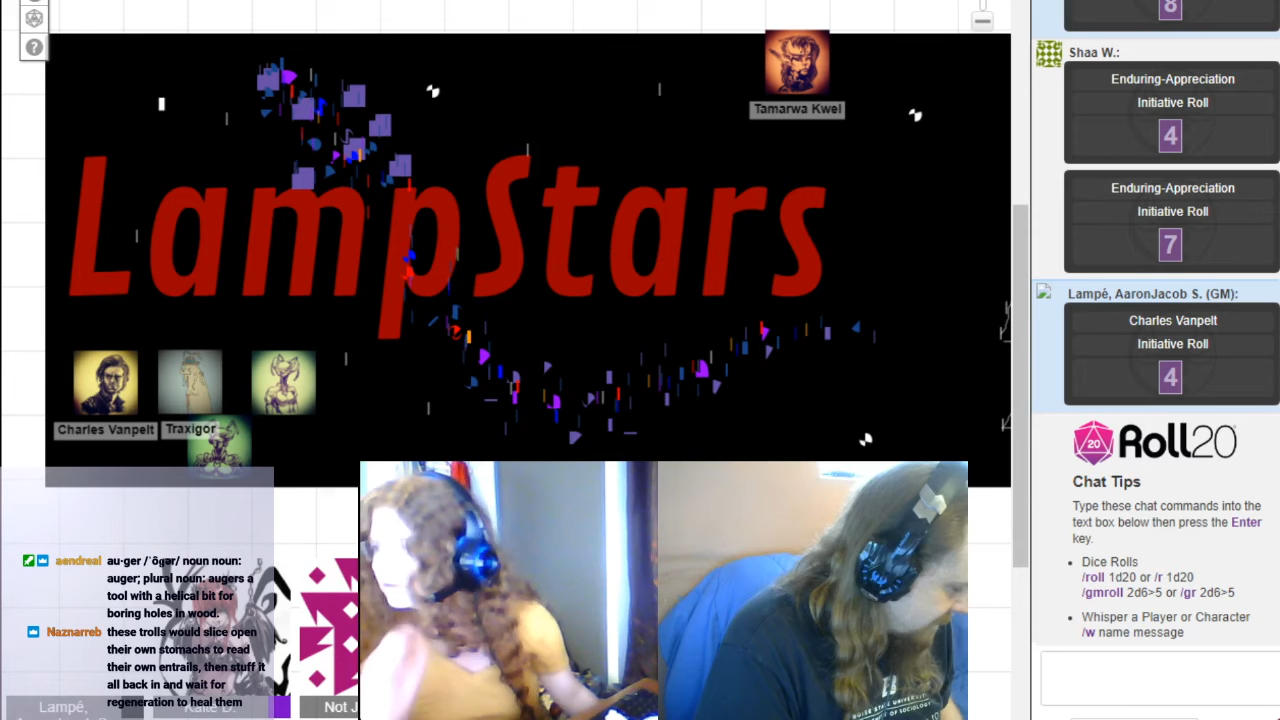 8
Shaa W.:
Enduring-Appreciation
Initiative Roll
4
Enduring-Appreciation
Initiative Roll
7
Lampé, AaronJacob S. (GM):
Charles Vanpelt
Initiative Roll
4
20 Roll20
Chat Tips
Type these chat commands into the
text box below then press the Enter
key.
• Dice Rolls
/roll 1d20 or /r 1d20
/gmroll 2d6>5 or /gr 2d6>5
• Whisper a Player or Character
/w name message
?
Tamarwa Kwei
LampStars
Charles Vanpelt
Traxigor
aendreal au·ger /ˈôɡər/ noun noun:
auger; plural noun: augers a
tool with a helical bit for
boring holes in wood.
Naznarreb these trolls would slice open
their own stomachs to read
their own entrails, then stuff it
all back in and wait for
regeneration to heal them
Lampé,
Not J